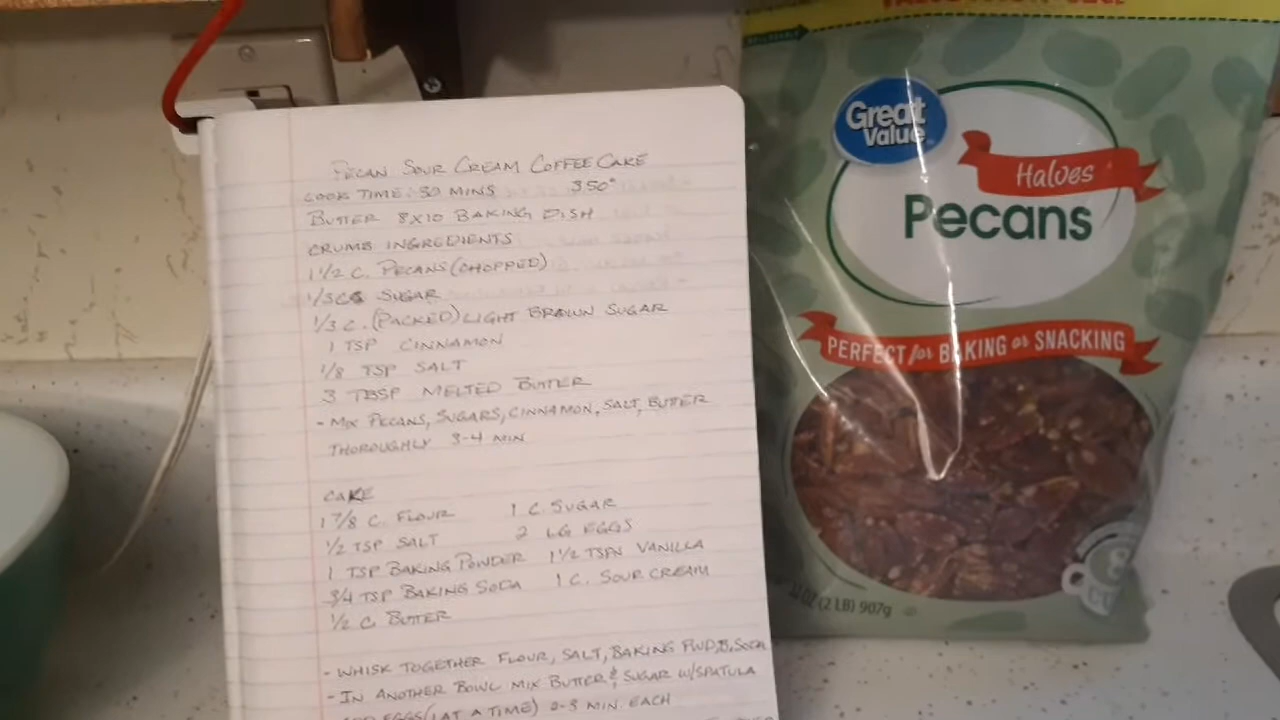 PECAN SOUR CREAM COFFEE CAKE
COOK TIME: 30 MINS 350°
BUTTER 8X10 BAKING DISH
CRUMB INGREDIENTS
1 1/2 C. PECANS (CHOPPED)
1/3 C SUGAR
1/3 C. (PACKED) LIGHT BROWN SUGAR
1 TSP CINNAMON
1/8 TSP SALT
3 TBSP MELTED BUTTER
- MIX PECANS, SUGARS, CINNAMON, SALT, BUTTER
THOROUGHLY 3-4 MIN
CAKE
1 7/8 C. FLOUR 1 C. SUGAR
1/2 TSP SALT 2 LG EGGS
1 TSP BAKING POWDER 1 1/2 TSPN VANILLA
3/4 TSP BAKING SODA 1 C. SOUR CREAM
1/2 C. BUTTER
- WHISK TOGETHER FLOUR, SALT, BAKING PWD, B. SODA
- IN ANOTHER BOWL MIX BUTTER & SUGAR W/SPATULA
ADD EGGS (1 AT A TIME) 2-3 MIN EACH
Great
Value
Halves
Pecans
PERFECT for BAKING or SNACKING
OZ (2 LB) 907g